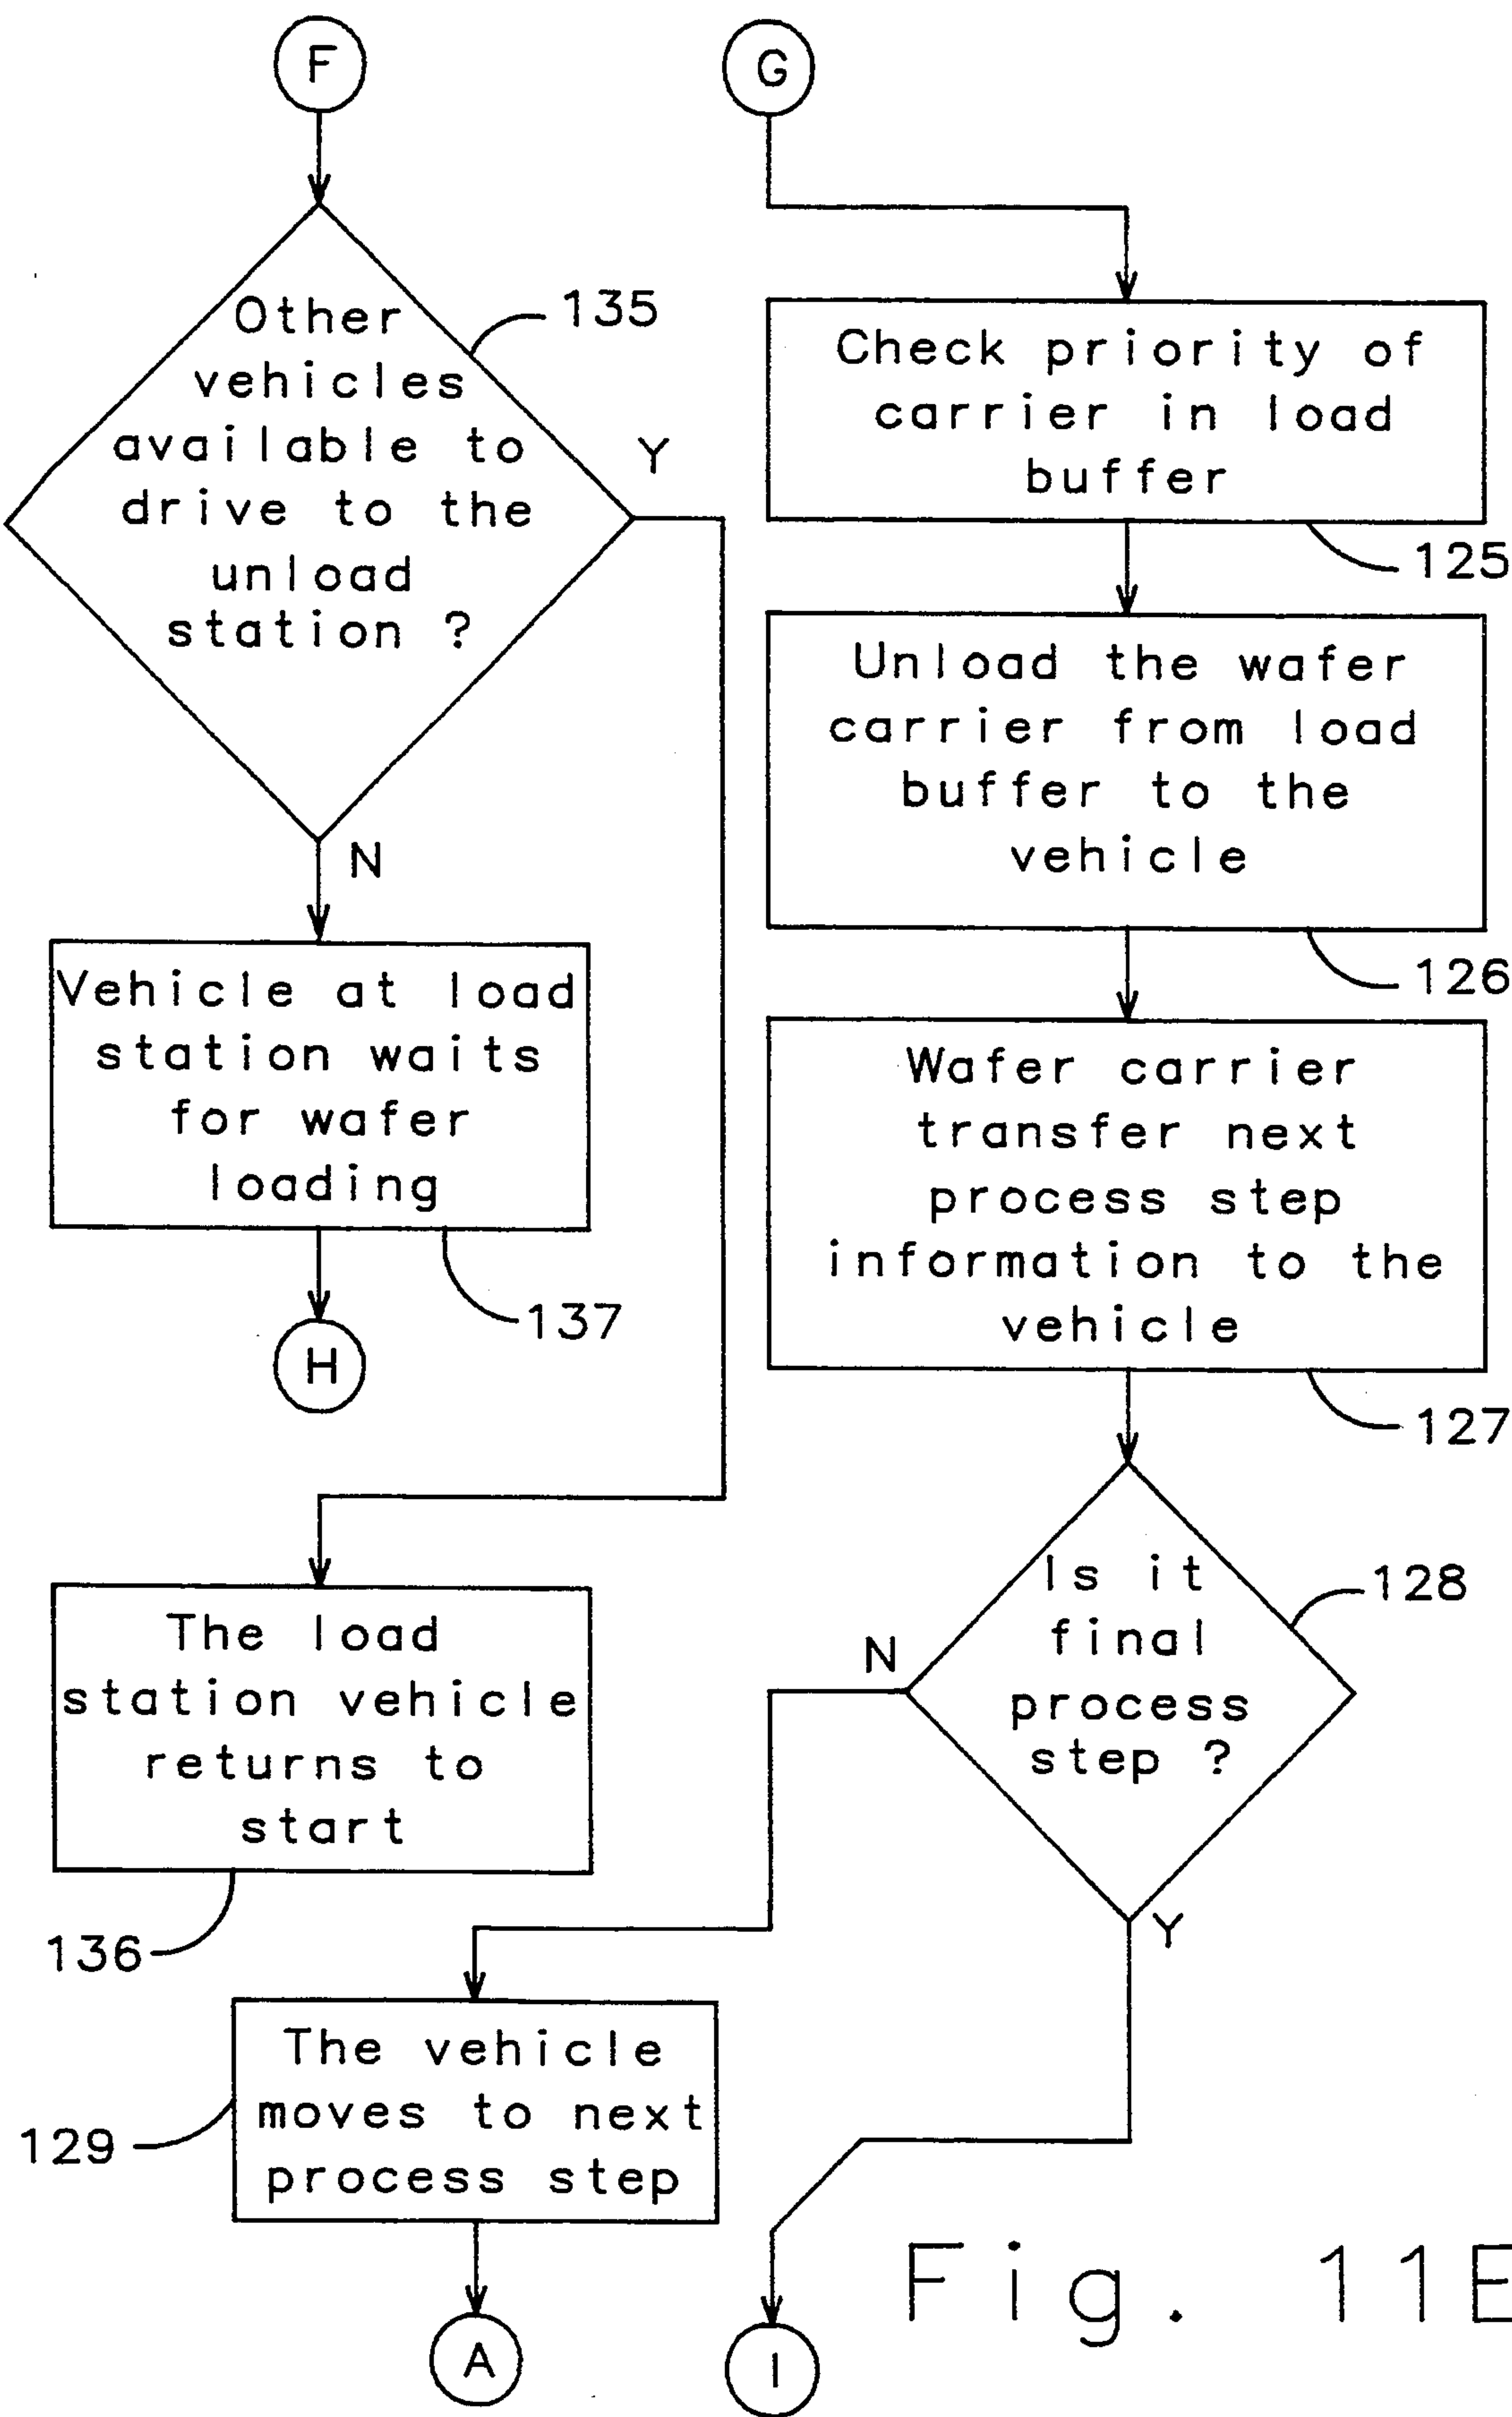 F
Other
vehicles
available to
drive to the
unload
station ?
135
Y
N
Vehicle at load
station waits
for wafer
loading
137
H
The load
station vehicle
returns to
start
136
G
Check priority of
carrier in load
buffer
125
Unload the wafer
carrier from load
buffer to the
vehicle
126
Wafer carrier
transfer next
process step
information to the
vehicle
127
Is it
final
process
step ?
128
N
Y
The vehicle
moves to next
process step
129
A
I
Fig. 11E